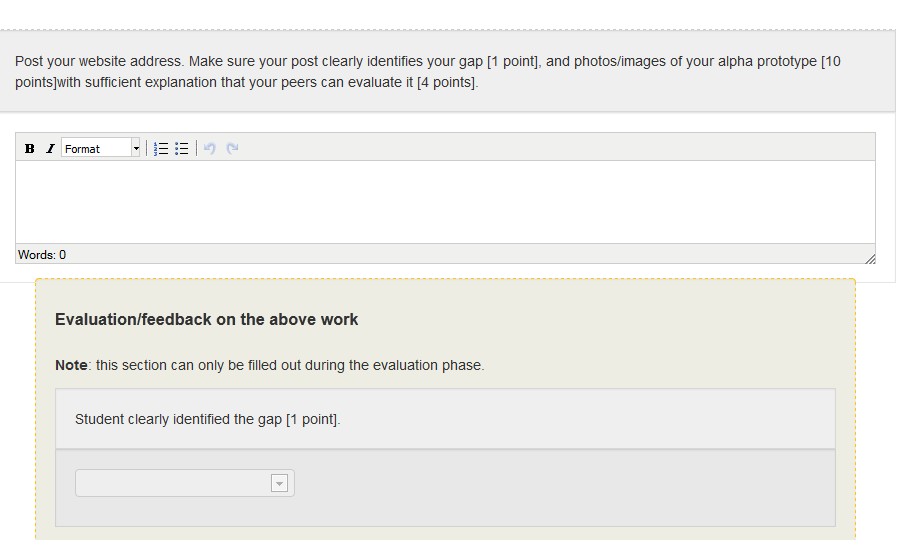 Post your website address. Make sure your post clearly identifies your gap [1 point], and photos/images of your alpha prototype [10
points]with sufficient explanation that your peers can evaluate it [4 points].
B I Format
Words: 0
Evaluation/feedback on the above work
Note: this section can only be filled out during the evaluation phase.
Student clearly identified the gap [1 point].